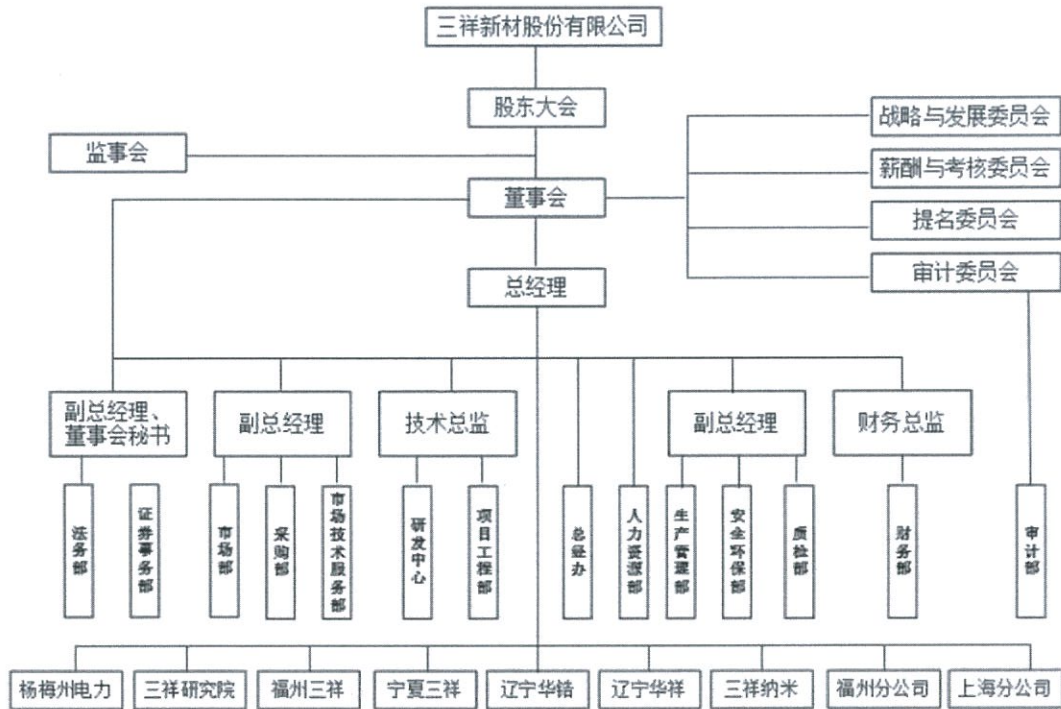 三祥新材股份有限公司
股东大会
监事会
战略与发展委员会
薪酬与考核委员会
董事会
提名委员会
审计委员会
总经理
副总经理、
董事会秘书
副总经理
技术总监
副总经理
财务总监
法务部
证券事务部
市场部
采购部
市场技术服务部
研发中心
项目工程部
总经办
人力资源部
生产管理部
安全环保部
质检部
财务部
审计部
杨梅州电力
三祥研究院
福州三祥
宁夏三祥
辽宁华锆
辽宁华祥
三祥纳米
福州分公司
上海分公司